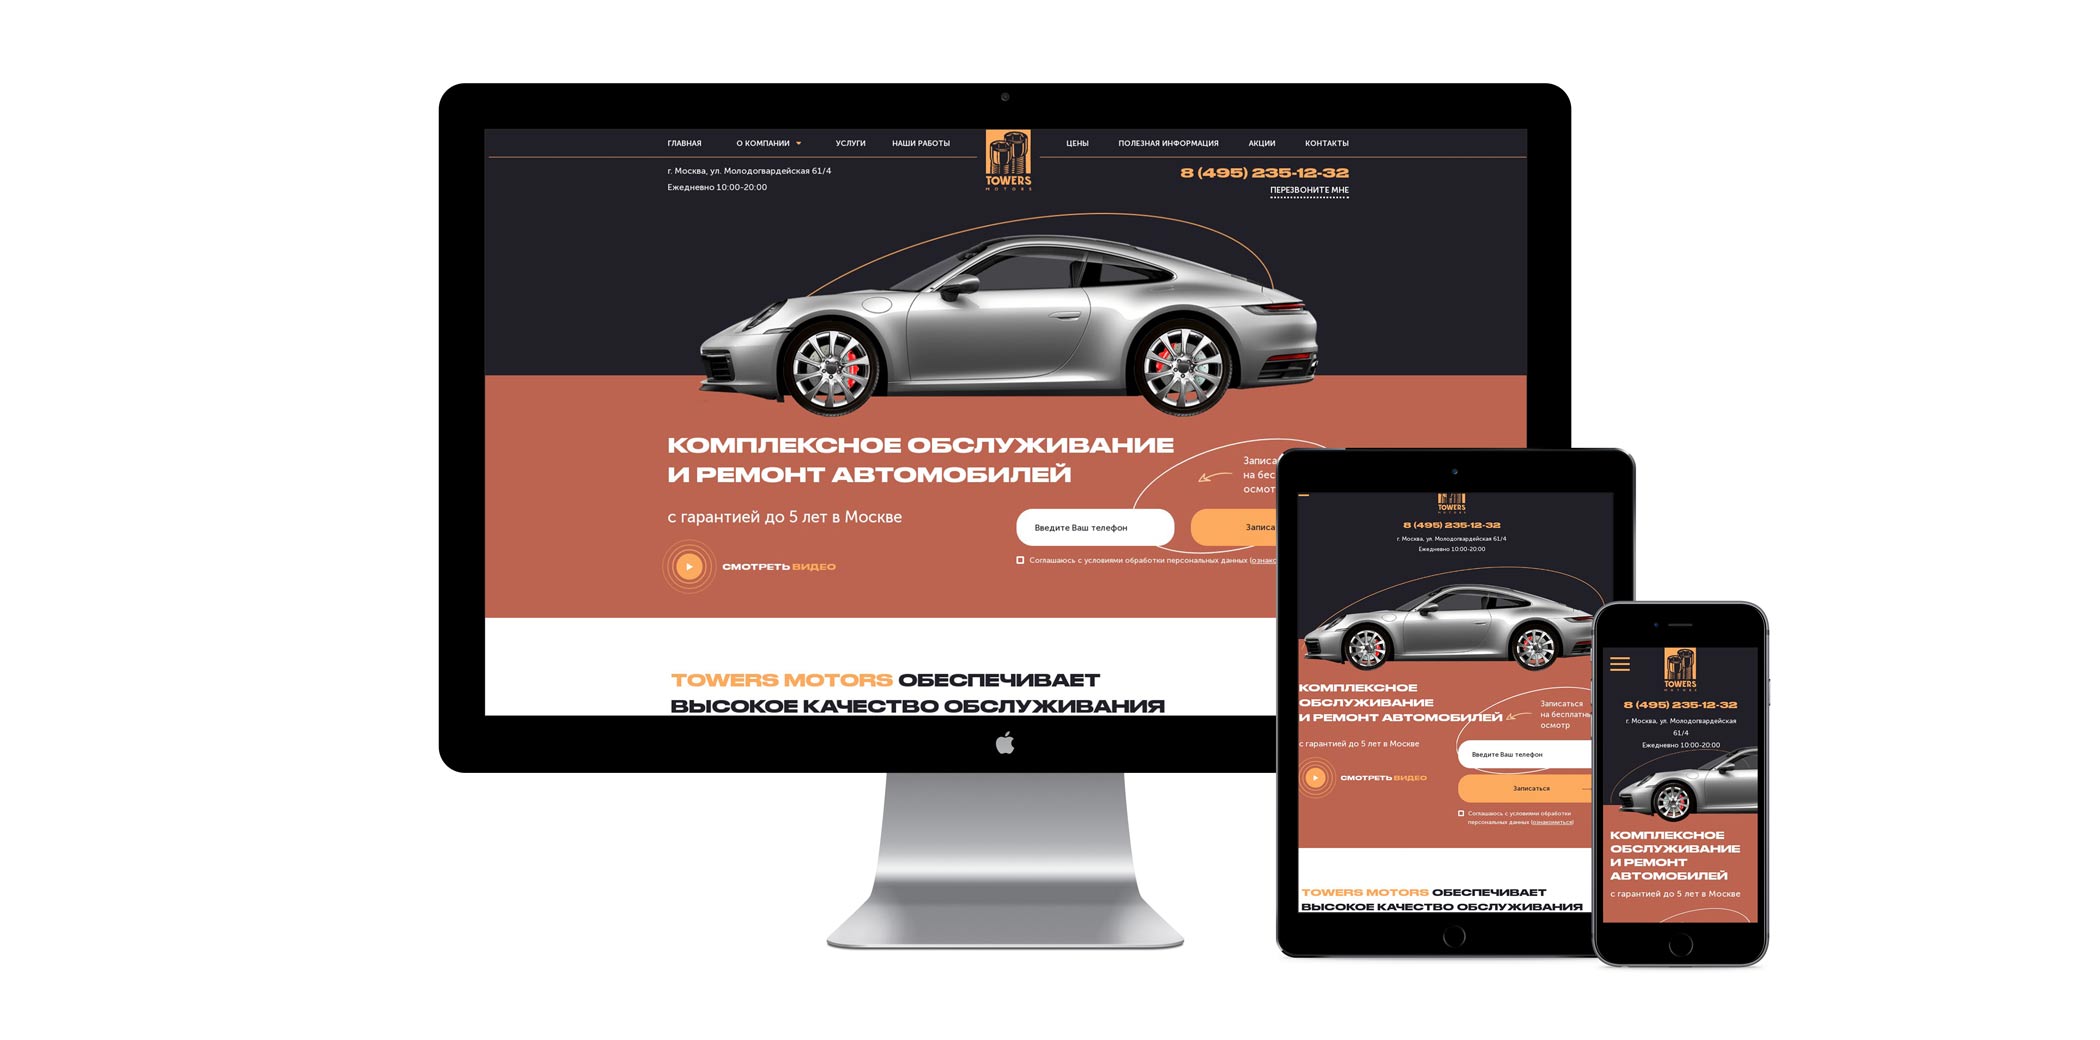 ГЛАВНАЯ О КОМПАНИИ УСЛУГИ НАШИ РАБОТЫ
TOWERS
MOTORS
ЦЕНЫ ПОЛЕЗНАЯ ИНФОРМАЦИЯ АКЦИИ КОНТАКТЫ
г. Москва, ул. Молодогвардейская 61/4
Ежедневно 10:00-20:00
8 (495) 235-12-32
ПЕРЕЗВОНИТЕ МНЕ
КОМПЛЕКСНОЕ ОБСЛУЖИВАНИЕ
И РЕМОНТ АВТОМОБИЛЕЙ
с гарантией до 5 лет в Москве
СМОТРЕТЬ ВИДЕО
Записа
на бес
осмот
Введите Ваш телефон
Записа
Соглашаюсь с условиями обработки персональных данных (ознако
TOWERS MOTORS ОБЕСПЕЧИВАЕТ
ВЫСОКОЕ КАЧЕСТВО ОБСЛУЖИВАНИЯ
TOWERS
MOTORS
8 (495) 235-12-32
г. Москва, ул. Молодогвардейская 61/4
Ежедневно 10:00-20:00
КОМПЛЕКСНОЕ
ОБСЛУЖИВАНИЕ
И РЕМОНТ АВТОМОБИЛЕЙ
с гарантией до 5 лет в Москве
СМОТРЕТЬ ВИДЕО
Записаться
на бесплатн
осмотр
Введите Ваш телефон
Записаться
Соглашаюсь с условиями обработки
персональных данных (ознакомиться)
TOWERS MOTORS ОБЕСПЕЧИВАЕТ
ВЫСОКОЕ КАЧЕСТВО ОБСЛУЖИВАНИЯ
TOWERS
MOTORS
8 (495) 235-12-32
г. Москва, ул. Молодогвардейская
61/4
Ежедневно 10:00-20:00
КОМПЛЕКСНОЕ
ОБСЛУЖИВАНИЕ
И РЕМОНТ
АВТОМОБИЛЕЙ
с гарантией до 5 лет в Москве